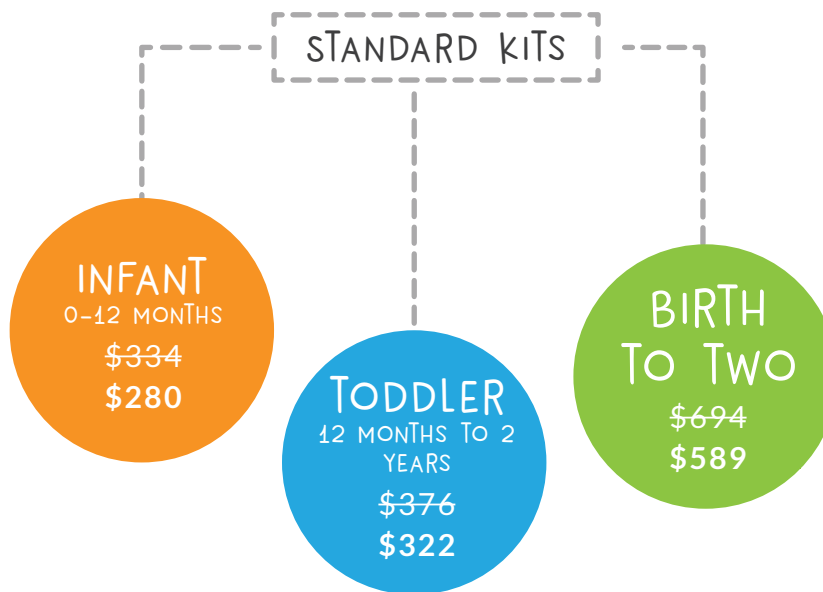 STANDARD KITS
INFANT
0-12 MONTHS
$334
$280
TODDLER
12 MONTHS TO 2
YEARS
$376
$322
BIRTH
TO TWO
$694
$589